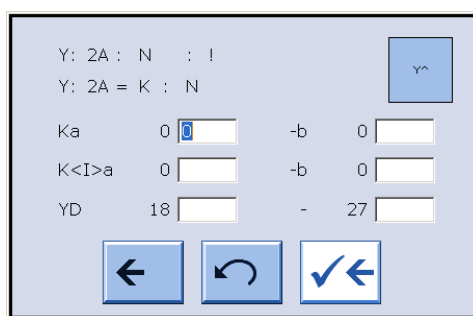 Y: 2A : N : !
Y: 2A = K : N
Y^
Ka 0 0 -b 0
K<I>a 0 -b 0
YD 18 - 27